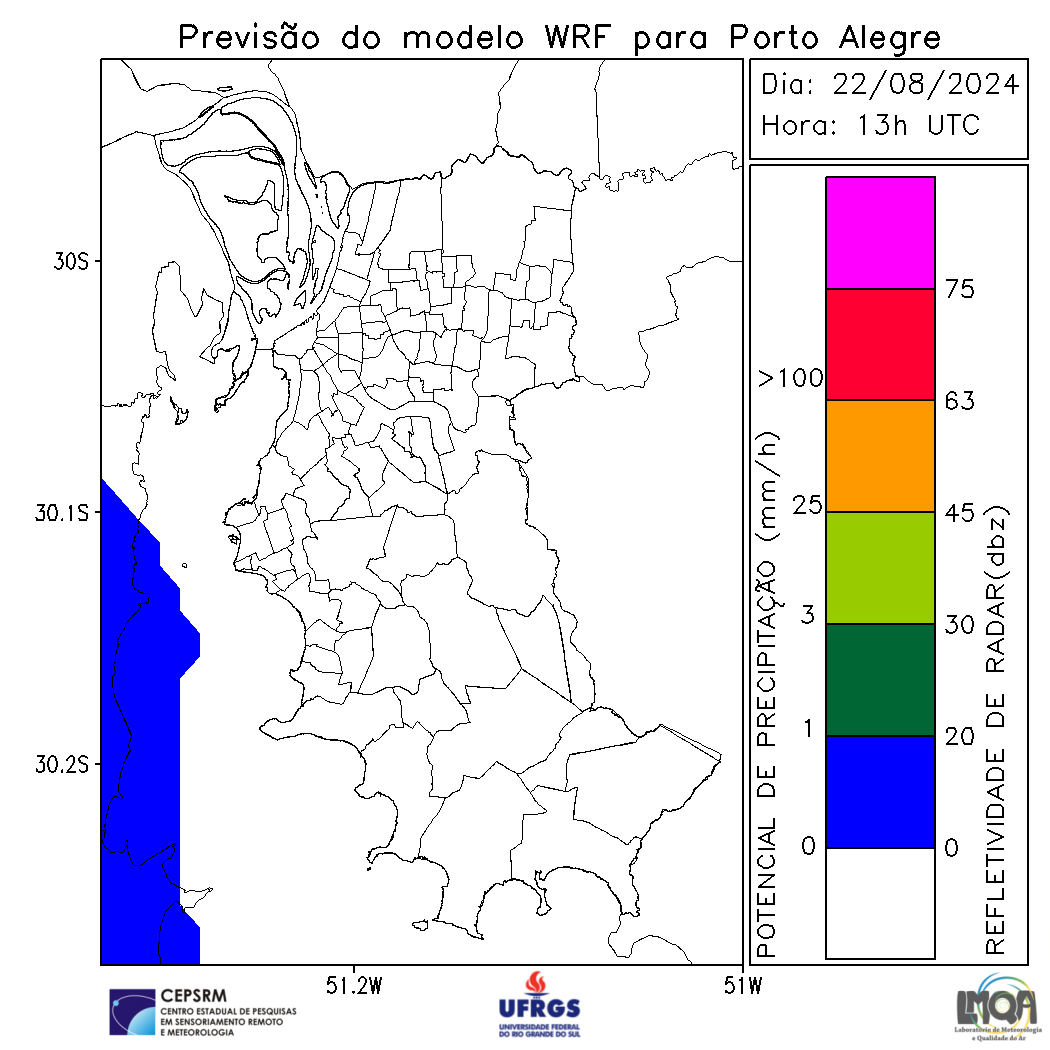 Previsão do modelo WRF para Porto Alegre
Dia: 22/08/2024
Hora: 13h UTC
30S
30.1S
30.2S
51.2W
51W
POTENCIAL DE PRECIPITAÇÃO (mm/h)
>100
25
3
1
0
75
63
45
30
20
0
REFLETIVIDADE DE RADAR(dbz)
CEPSRM
CENTRO ESTADUAL DE PESQUISAS
EM SENSORIAMENTO REMOTO
E METEOROLOGIA
UFRGS
UNIVERSIDADE FEDERAL
DO RIO GRANDE DO SUL
LMQA
Laboratório de Meteorologia
e Qualidade do Ar